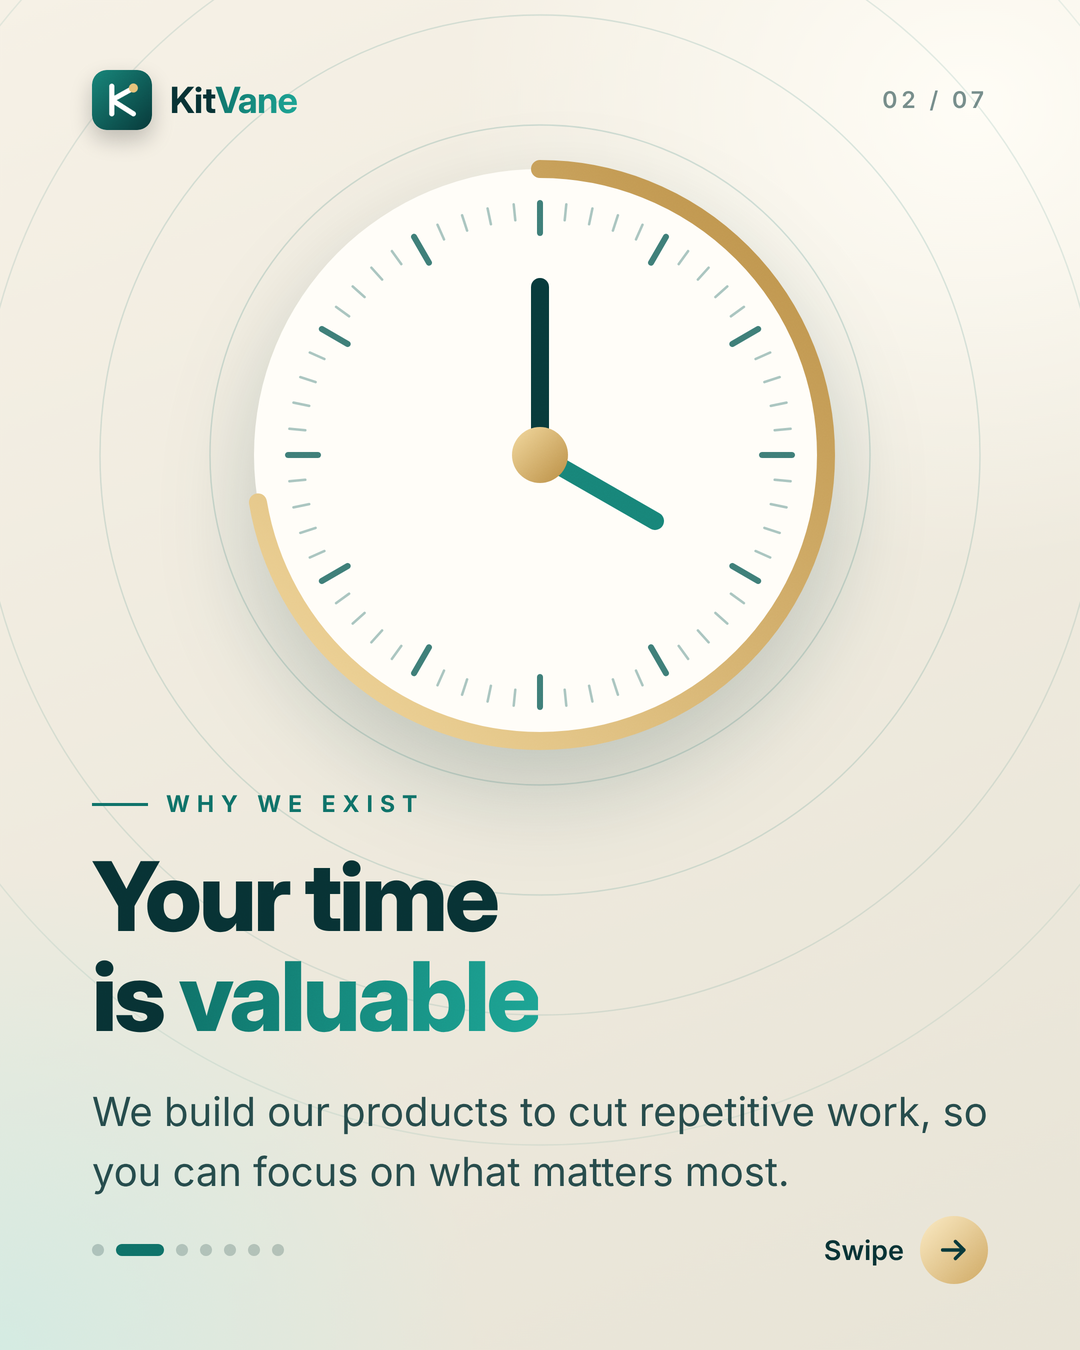 KitVane
02 / 07
WHY WE EXIST
Your time
is valuable
We build our products to cut repetitive work, so
you can focus on what matters most.
Swipe